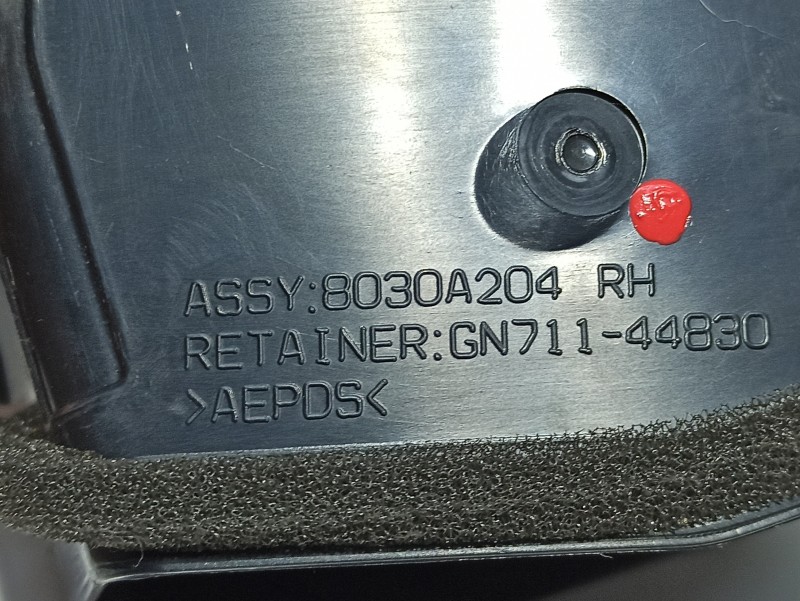 ASSY:8030A204 RH
RETAINER:GN711-44830
>AEPDS<